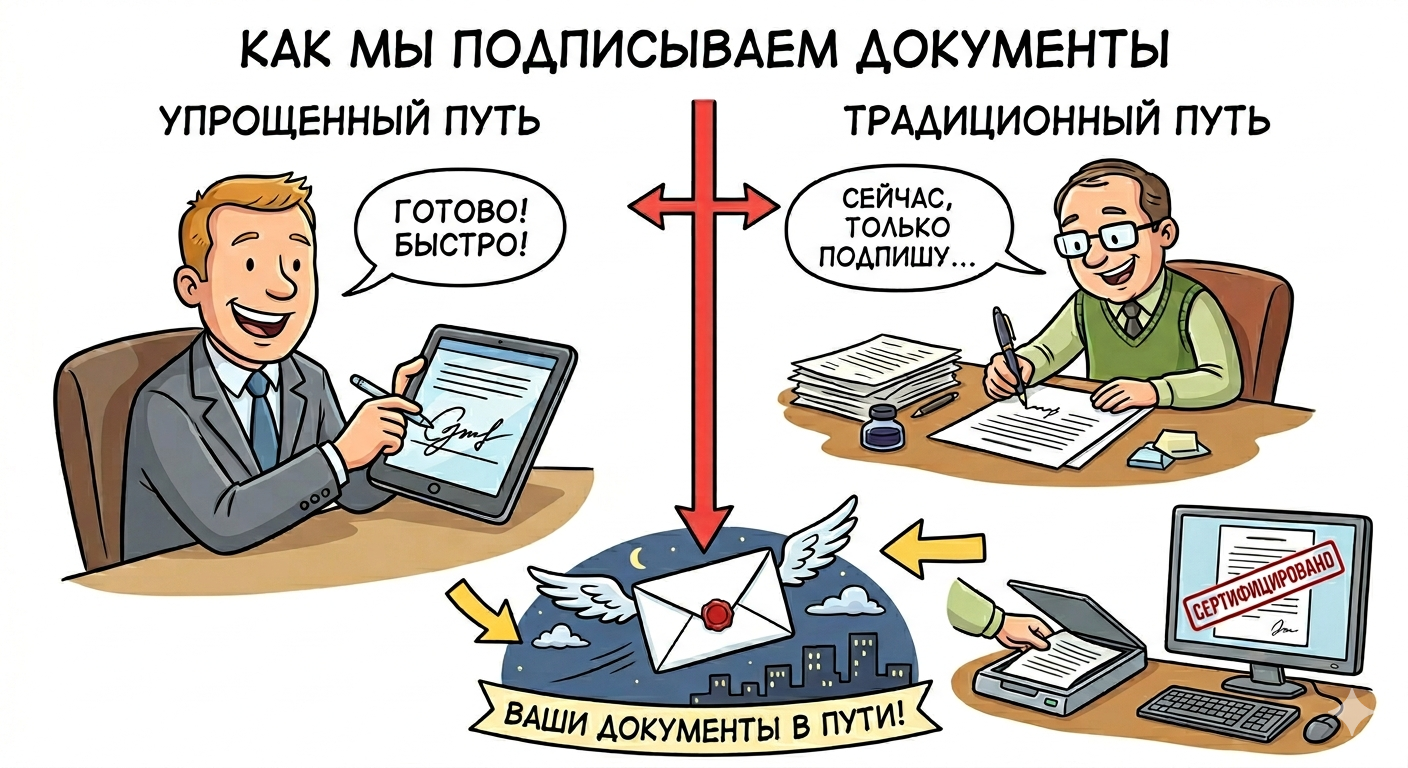 КАК МЫ ПОДПИСЫВАЕМ ДОКУМЕНТЫ
УПРОЩЕННЫЙ ПУТЬ
ТРАДИЦИОННЫЙ ПУТЬ
ГОТОВО!
БЫСТРО!
СЕЙЧАС,
ТОЛЬКО
ПОДПИШУ...
СЕРТИФИЦИРОВАНО
ВАШИ ДОКУМЕНТЫ В ПУТИ!